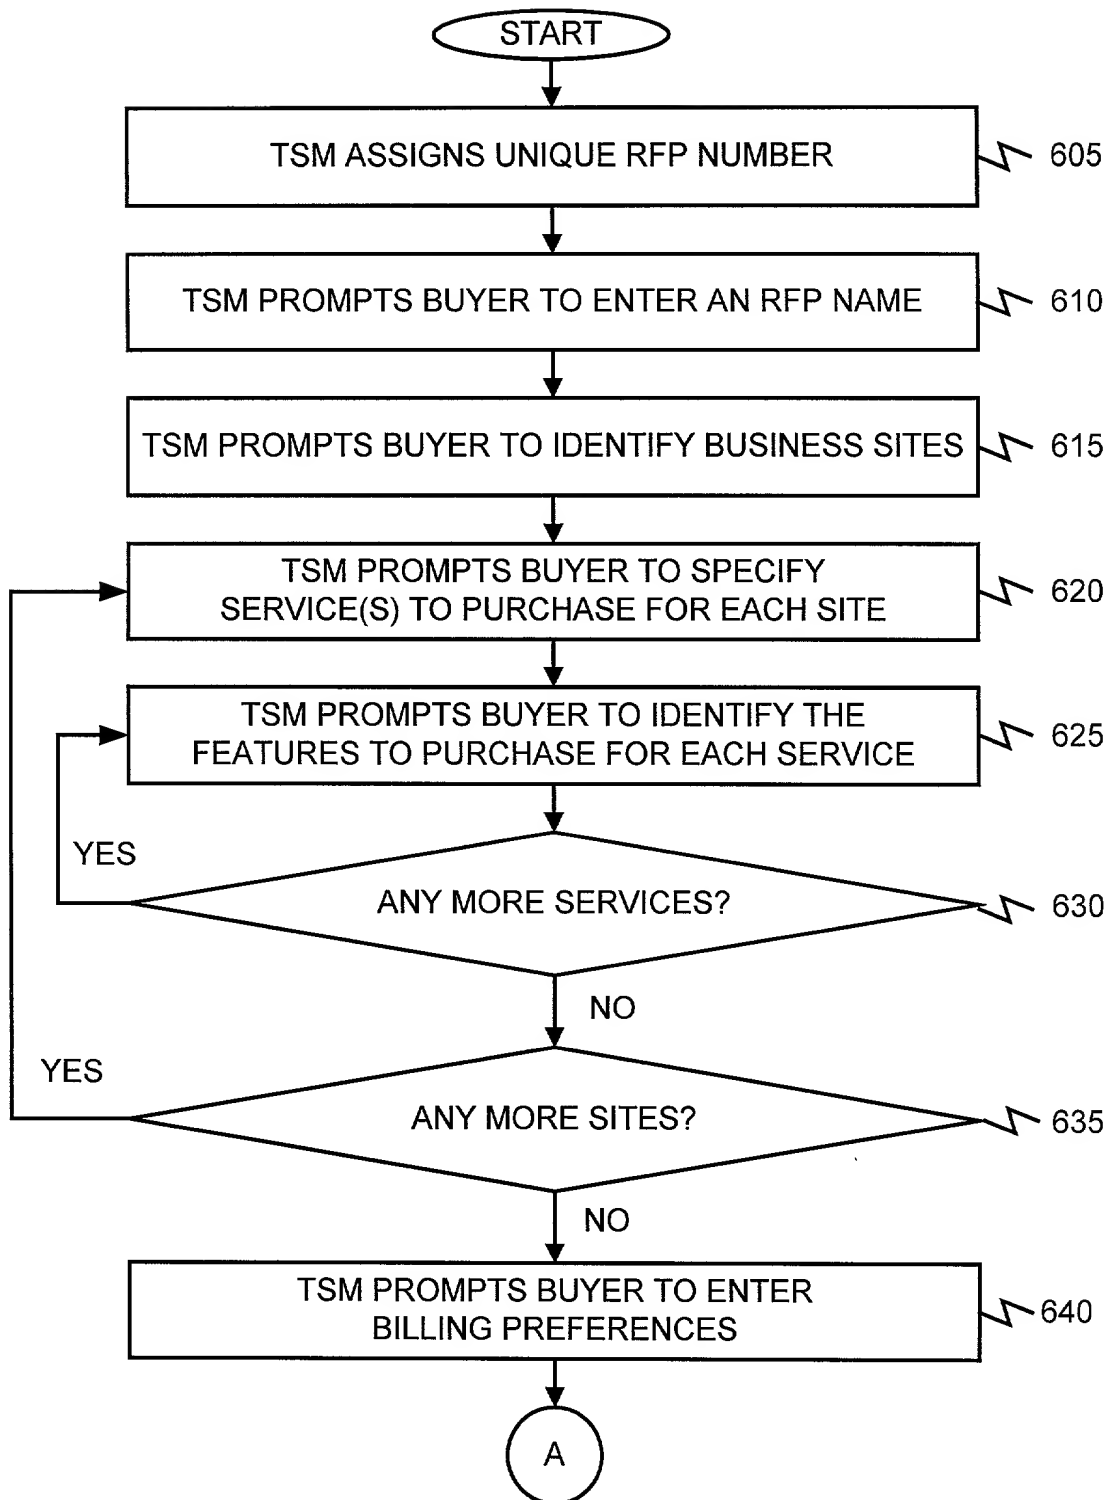 START
TSM ASSIGNS UNIQUE RFP NUMBER
605
TSM PROMPTS BUYER TO ENTER AN RFP NAME
610
TSM PROMPTS BUYER TO IDENTIFY BUSINESS SITES
615
TSM PROMPTS BUYER TO SPECIFY
SERVICE(S) TO PURCHASE FOR EACH SITE
620
TSM PROMPTS BUYER TO IDENTIFY THE
FEATURES TO PURCHASE FOR EACH SERVICE
625
YES
ANY MORE SERVICES?
630
NO
YES
ANY MORE SITES?
635
NO
TSM PROMPTS BUYER TO ENTER
BILLING PREFERENCES
640
A